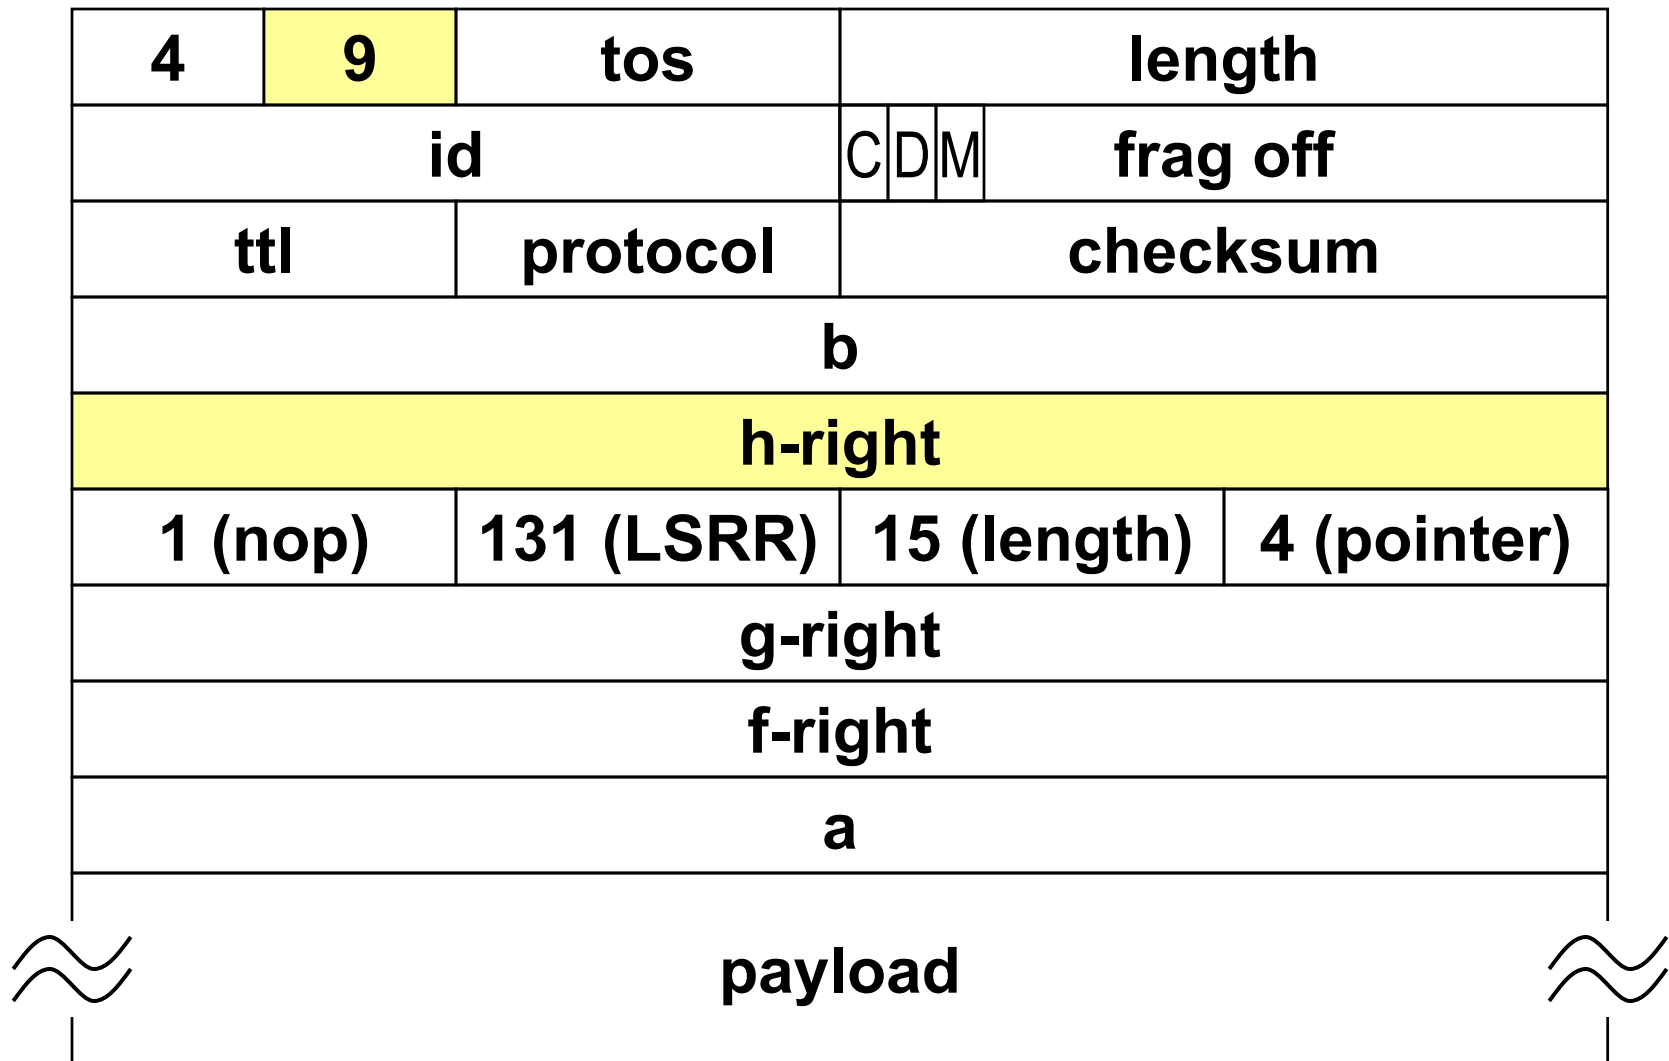 4 9 tos length
id C D M frag off
ttl protocol checksum
b
h-right
1 (nop) 131 (LSRR) 15 (length) 4 (pointer)
g-right
f-right
a
payload